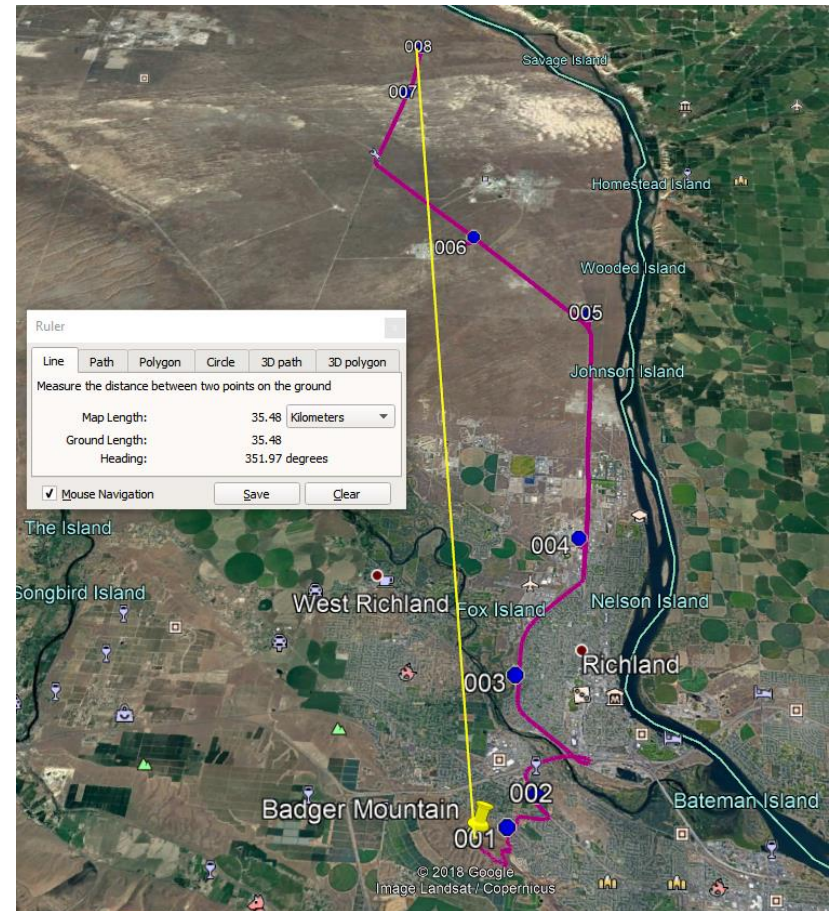 008
Savage Island
007
Homestead Island
006
Wooded Island
005
Ruler
Line Path Polygon Circle 3D path 3D polygon
Measure the distance between two points on the ground
Map Length: 35.48 Kilometers
Ground Length: 35.48
Heading: 351.97 degrees
Mouse Navigation Save Clear
Johnson Island
The Island
004
Songbird Island
West Richland
Fox Island
Nelson Island
Richland
003
002
Badger Mountain
Bateman Island
001
© 2018 Google
Image Landsat / Copernicus